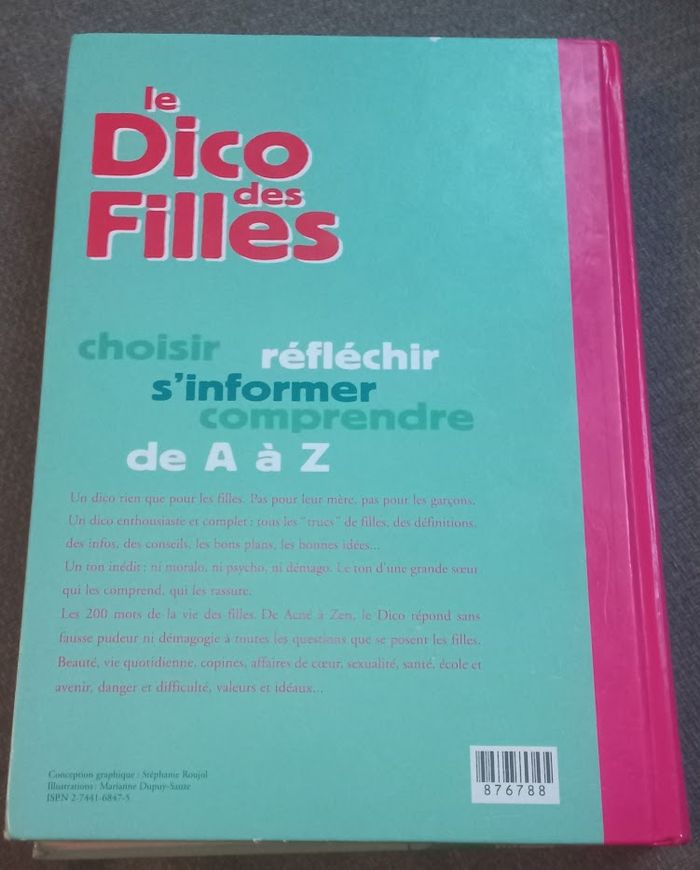 le
Dico
des
Filles
choisir réfléchir
s'informer
comprendre
de A à Z
Un dico rien que pour les filles. Pas pour leur mère, pas pour les garçons.
Un dico enthousiaste et complet : tous les "trucs" de filles, des définitions,
des infos, des conseils, les bons plans, les bonnes idées...
Un ton inédit : ni moralo, ni psycho, ni démago. Le ton d'une grande sœur
qui les comprend, qui les rassure.
Les 200 mots de la vie des filles. De Acné à Zen, le Dico répond sans
fausse pudeur ni démagogie à toutes les questions que se posent les filles.
Beauté, vie quotidienne, copines, affaires de cœur, sexualité, santé, école et
avenir, danger et difficulté, valeurs et idéaux...
Conception graphique : Stéphanie Roujol
Illustrations : Marianne Dupuy-Sauze
ISBN 2-7441-6847-5
876788